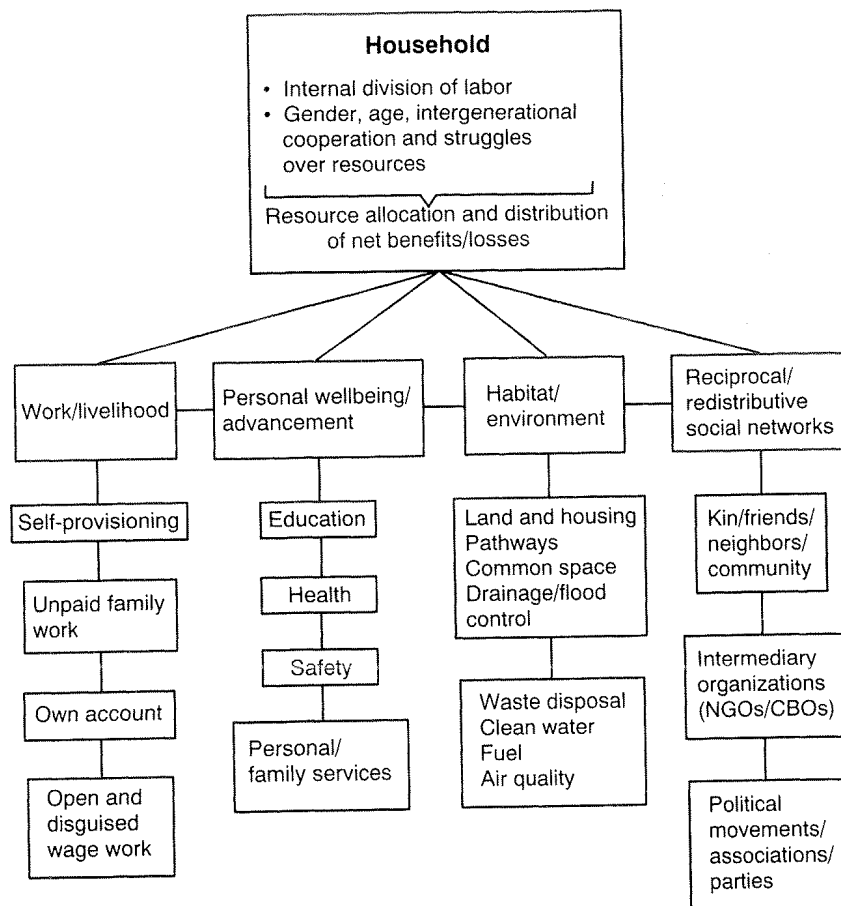 Household
• Internal division of labor
• Gender, age, intergenerational
cooperation and struggles
over resources
Resource allocation and distribution
of net benefits/losses
Work/livelihood
Personal wellbeing/
advancement
Habitat/
environment
Reciprocal/
redistributive
social networks
Self-provisioning
Unpaid family
work
Own account
Open and
disguised
wage work
Education
Health
Safety
Personal/
family services
Land and housing
Pathways
Common space
Drainage/flood
control
Waste disposal
Clean water
Fuel
Air quality
Kin/friends/
neighbors/
community
Intermediary
organizations
(NGOs/CBOs)
Political
movements/
associations/
parties